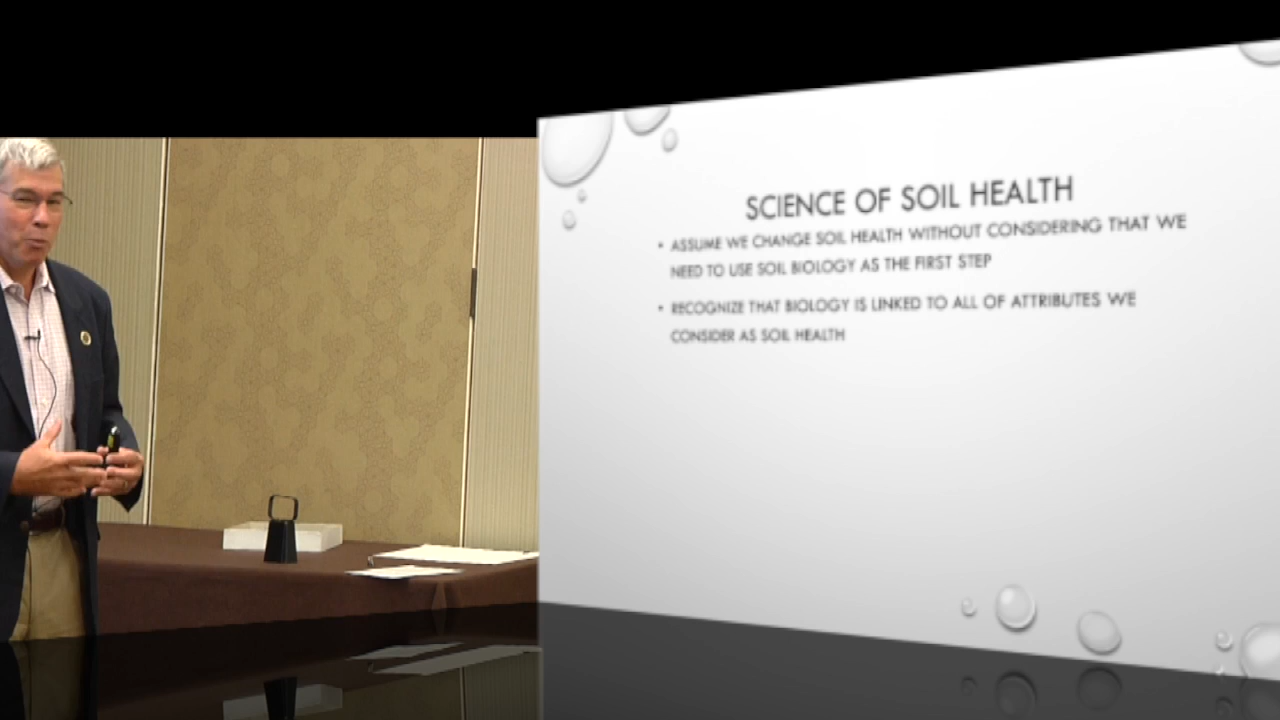 SCIENCE OF SOIL HEALTH
• ASSUME WE CHANGE SOIL HEALTH WITHOUT CONSIDERING THAT WE
NEED TO USE SOIL BIOLOGY AS THE FIRST STEP
• RECOGNIZE THAT BIOLOGY IS LINKED TO ALL OF ATTRIBUTES WE
CONSIDER AS SOIL HEALTH